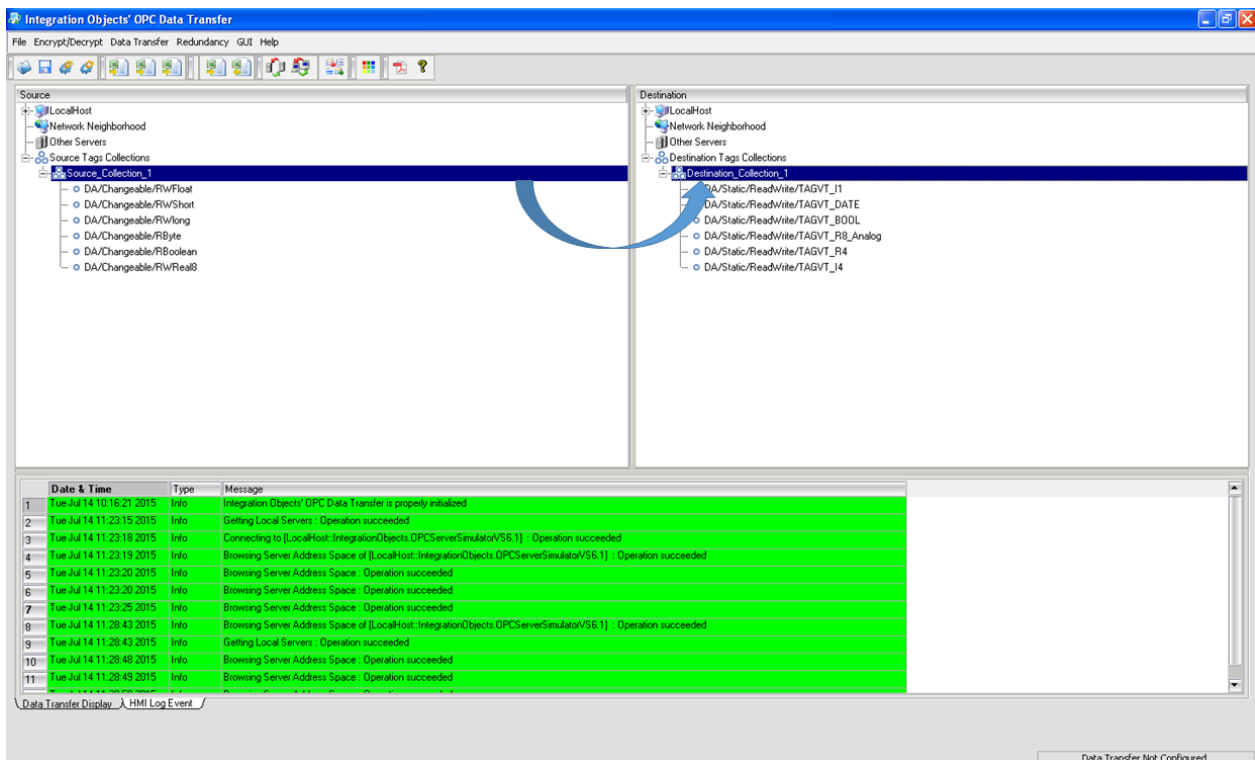 Integration Objects' OPC Data Transfer
File Encrypt/Decrypt Data Transfer Redundancy GUI Help
Source
LocalHost
Network Neighborhood
Other Servers
Source Tags Collections
Source_Collection_1
DA/Changeable/RWFloat
DA/Changeable/RWShort
DA/Changeable/RWlong
DA/Changeable/RByte
DA/Changeable/RBoolean
DA/Changeable/RWReal8
Destination
LocalHost
Network Neighborhood
Other Servers
Destination Tags Collections
Destination_Collection_1
DA/Static/ReadWrite/TAGVT_I1
DA/Static/ReadWrite/TAGVT_DATE
DA/Static/ReadWrite/TAGVT_BOOL
DA/Static/ReadWrite/TAGVT_R8_Analog
DA/Static/ReadWrite/TAGVT_R4
DA/Static/ReadWrite/TAGVT_I4
Date & Time Type Message
1 Tue Jul 14 10:16:21 2015 Info Integration Objects' OPC Data Transfer is properly initialized
2 Tue Jul 14 11:23:15 2015 Info Getting Local Servers : Operation succeeded
3 Tue Jul 14 11:23:18 2015 Info Connecting to [LocalHost::IntegrationObjects.OPCServerSimulatorVS6.1] : Operation succeeded
4 Tue Jul 14 11:23:19 2015 Info Browsing Server Address Space of [LocalHost::IntegrationObjects.OPCServerSimulatorVS6.1] : Operation succeeded
5 Tue Jul 14 11:23:20 2015 Info Browsing Server Address Space : Operation succeeded
6 Tue Jul 14 11:23:20 2015 Info Browsing Server Address Space : Operation succeeded
7 Tue Jul 14 11:23:25 2015 Info Browsing Server Address Space : Operation succeeded
8 Tue Jul 14 11:28:43 2015 Info Browsing Server Address Space of [LocalHost::IntegrationObjects.OPCServerSimulatorVS6.1] : Operation succeeded
9 Tue Jul 14 11:28:43 2015 Info Getting Local Servers : Operation succeeded
10 Tue Jul 14 11:28:48 2015 Info Browsing Server Address Space : Operation succeeded
11 Tue Jul 14 11:28:49 2015 Info Browsing Server Address Space : Operation succeeded
Data Transfer Display HMI Log Event
Data Transfer Not Configured